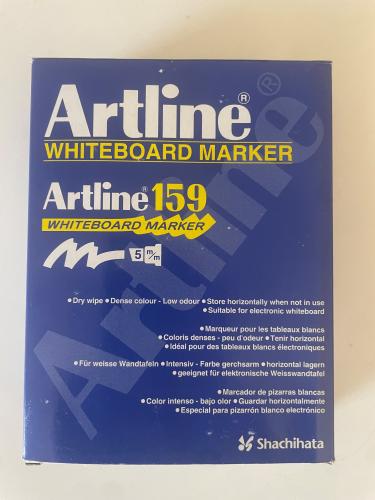 Artline®
WHITEBOARD MARKER
Artline® 159
WHITEBOARD MARKER
5 m/m
• Dry wipe • Dense colour - Low odour • Store horizontally when not in use
• Suitable for electronic whiteboard
• Marqueur pour les tableaux blancs
• Coloris denses - peu d'odeur • Tenir horizontal
• Idéal pour des tableaux blancs électroniques
• Für weisse Wandtafeln • Intensiv - Farbe gerchsarm • horizontal lagern
• geeignet für elektronische Weisswandtafel
• Marcador de pizarras blancas
• Color intenso - bajo olor • Guardar horizontalmente
• Especial para pizarrón blanco electrónico
Shachihata
Artline®